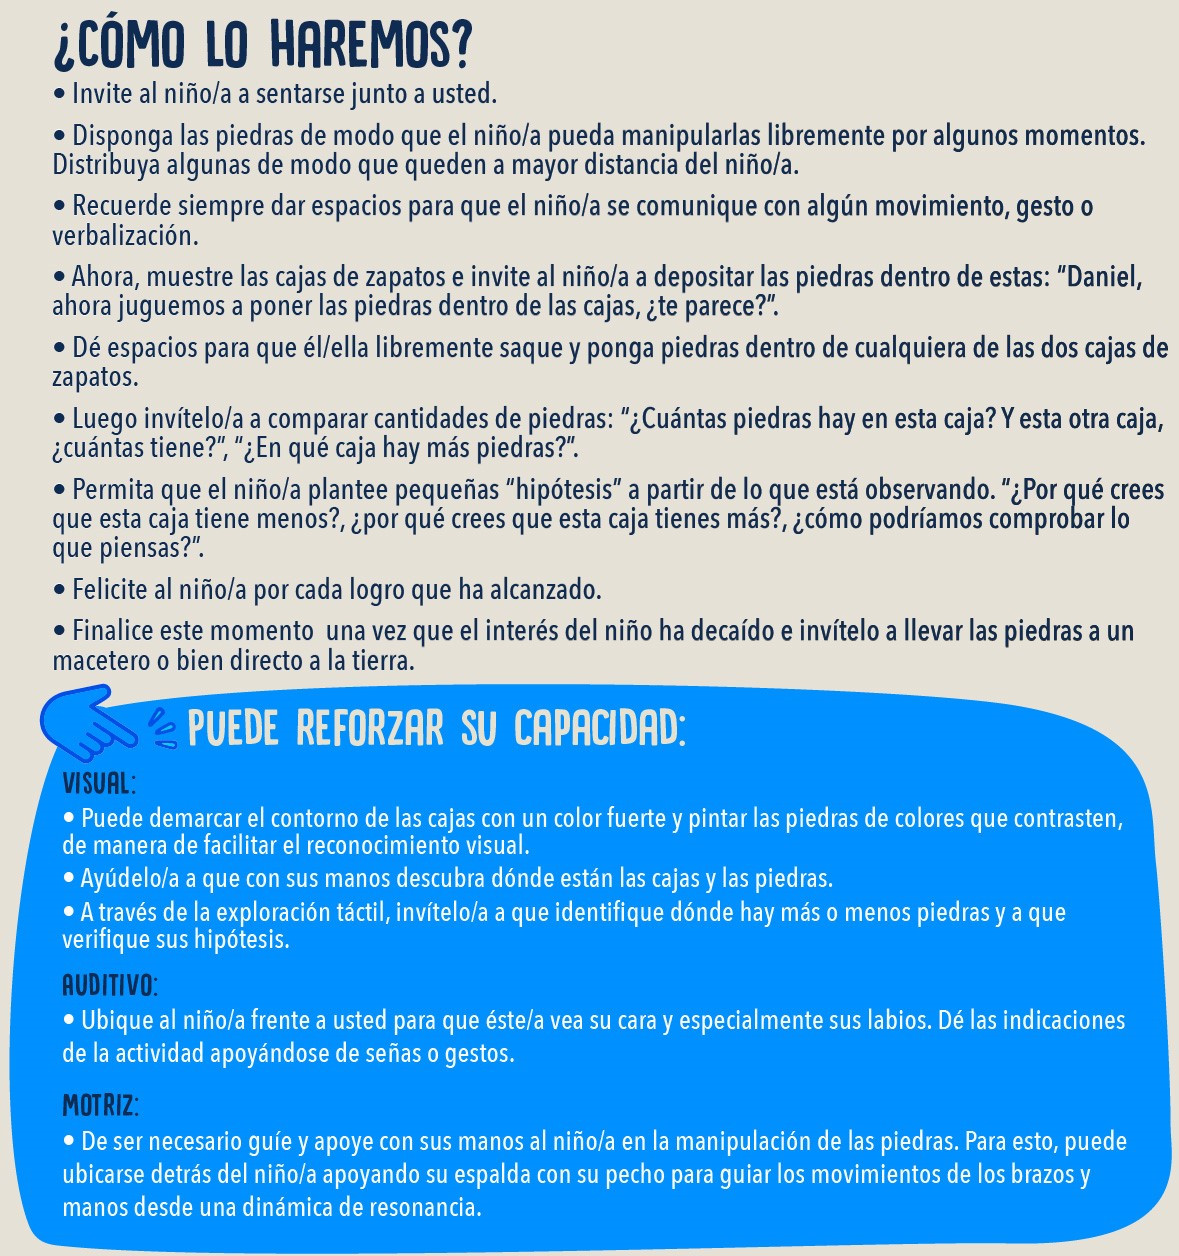 ¿CÓMO LO HAREMOS?
• Invite al niño/a a sentarse junto a usted.
• Disponga las piedras de modo que el niño/a pueda manipularlas libremente por algunos momentos.
Distribuya algunas de modo que queden a mayor distancia del niño/a.
• Recuerde siempre dar espacios para que el niño/a se comunique con algún movimiento, gesto o
verbalización.
• Ahora, muestre las cajas de zapatos e invite al niño/a a depositar las piedras dentro de estas: “Daniel,
ahora juguemos a poner las piedras dentro de las cajas, ¿te parece?”.
• Dé espacios para que él/ella libremente saque y ponga piedras dentro de cualquiera de las dos cajas de
zapatos.
• Luego invítelo/a a comparar cantidades de piedras: “¿Cuántas piedras hay en esta caja? Y esta otra caja,
¿cuántas tiene?”, “¿En qué caja hay más piedras?”.
• Permita que el niño/a plantee pequeñas “hipótesis” a partir de lo que está observando. “¿Por qué crees
que esta caja tiene menos?, ¿por qué crees que esta caja tienes más?, ¿cómo podríamos comprobar lo
que piensas?”.
• Felicite al niño/a por cada logro que ha alcanzado.
• Finalice este momento  una vez que el interés del niño ha decaído e invítelo a llevar las piedras a un
macetero o bien directo a la tierra.
PUEDE REFORZAR SU CAPACIDAD:
VISUAL:
• Puede demarcar el contorno de las cajas con un color fuerte y pintar las piedras de colores que contrasten,
de manera de facilitar el reconocimiento visual.
• Ayúdelo/a a que con sus manos descubra dónde están las cajas y las piedras.
• A través de la exploración táctil, invítelo/a a que identifique dónde hay más o menos piedras y a que
verifique sus hipótesis.
AUDITIVO:
• Ubique al niño/a frente a usted para que éste/a vea su cara y especialmente sus labios. Dé las indicaciones
de la actividad apoyándose de señas o gestos.
MOTRIZ:
• De ser necesario guíe y apoye con sus manos al niño/a en la manipulación de las piedras. Para esto, puede
ubicarse detrás del niño/a apoyando su espalda con su pecho para guiar los movimientos de los brazos y
manos desde una dinámica de resonancia.